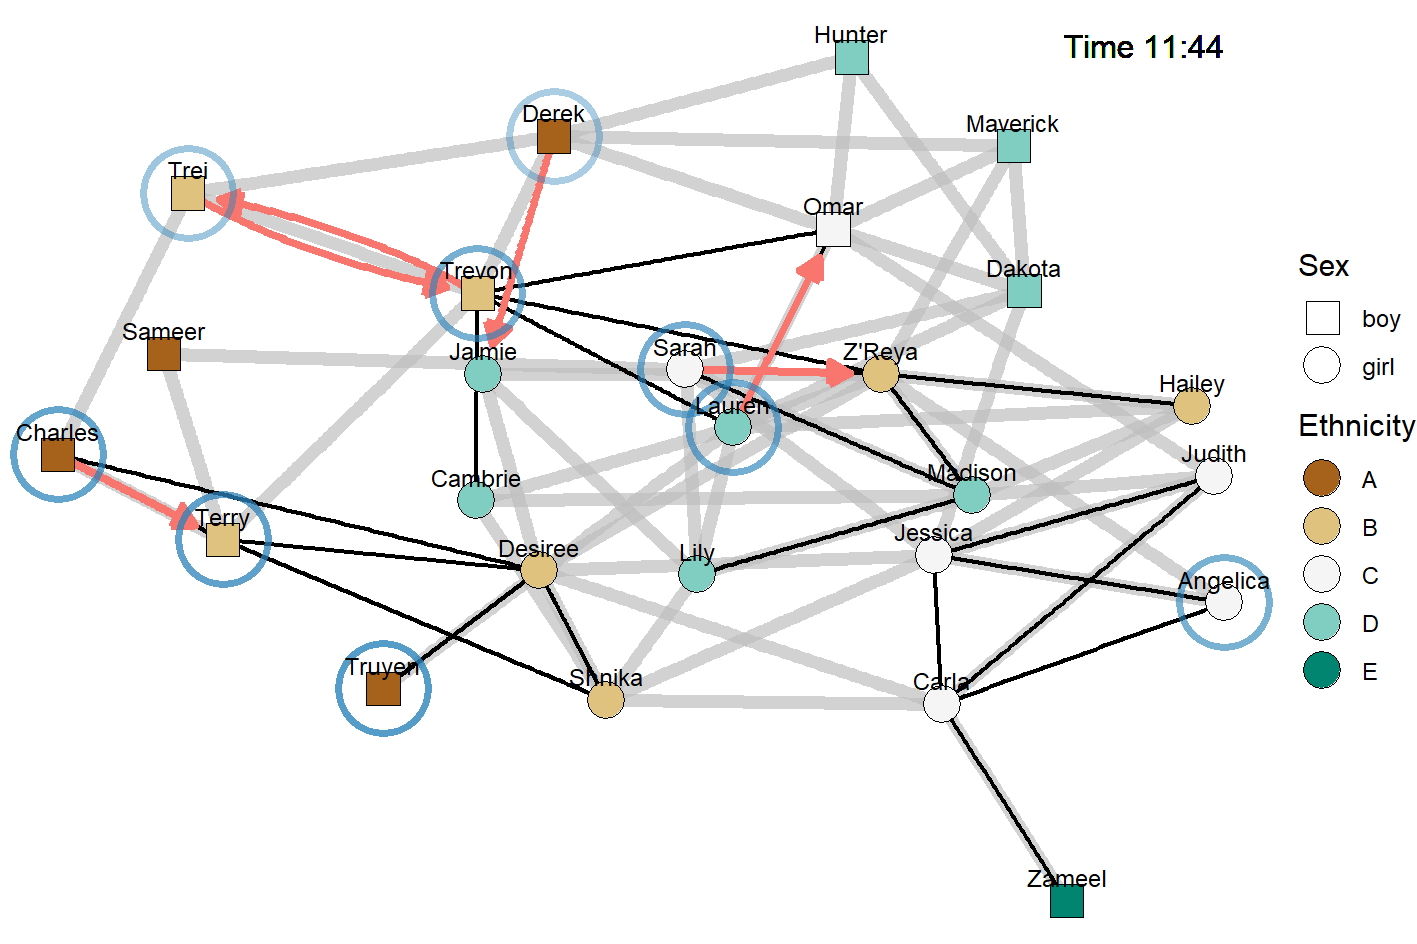 Hunter
Time 11:44
Derek
Maverick
Trei
Omar
Trevon
Dakota
Sex
boy
girl
Sameer
Jaimie
Sarah
Z'Reya
Hailey
Lauren
Charles
Ethnicity
A
B
C
D
E
Judith
Cambrie
Madison
Terry
Jessica
Desiree
Lily
Angelica
Truyen
Shnika
Carla
Zameel